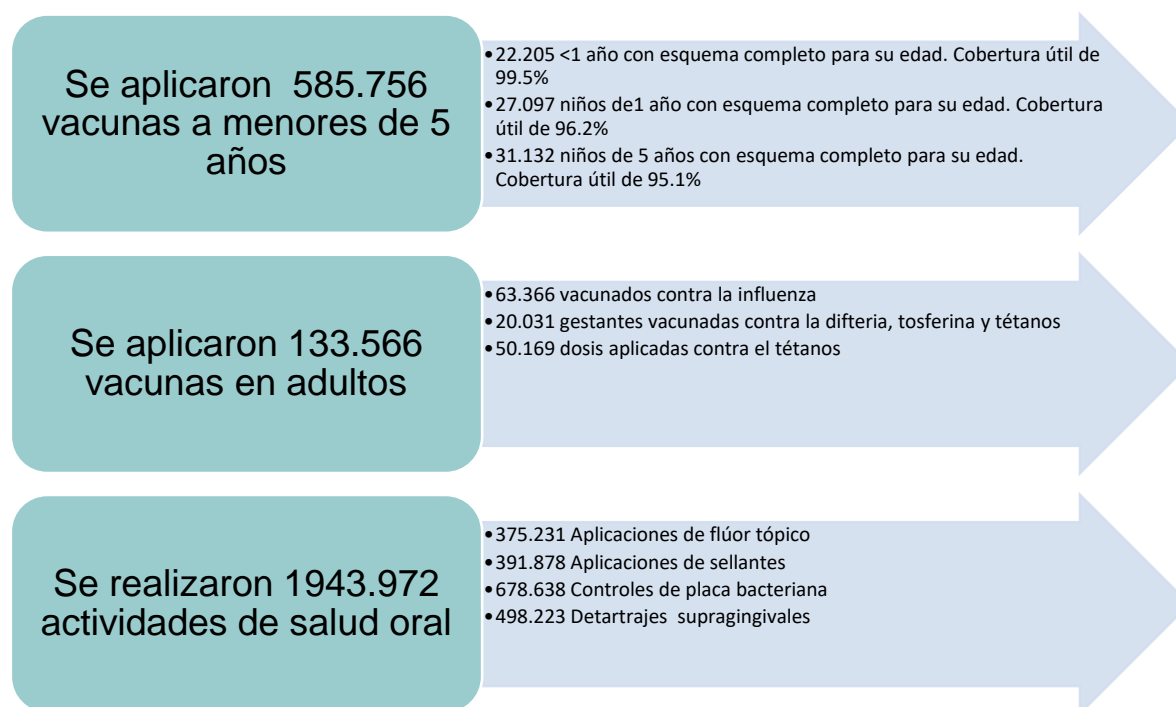 Se aplicaron 585.756
vacunas a menores de 5
años
•22.205 <1 año con esquema completo para su edad. Cobertura útil de
99.5%
•27.097 niños de1 año con esquema completo para su edad. Cobertura
útil de 96.2%
•31.132 niños de 5 años con esquema completo para su edad.
Cobertura útil de 95.1%
Se aplicaron 133.566
vacunas en adultos
•63.366 vacunados contra la influenza
•20.031 gestantes vacunadas contra la difteria, tosferina y tétanos
•50.169 dosis aplicadas contra el tétanos
Se realizaron 1943.972
actividades de salud oral
•375.231 Aplicaciones de flúor tópico
•391.878 Aplicaciones de sellantes
•678.638 Controles de placa bacteriana
•498.223 Detartrajes supragingivales